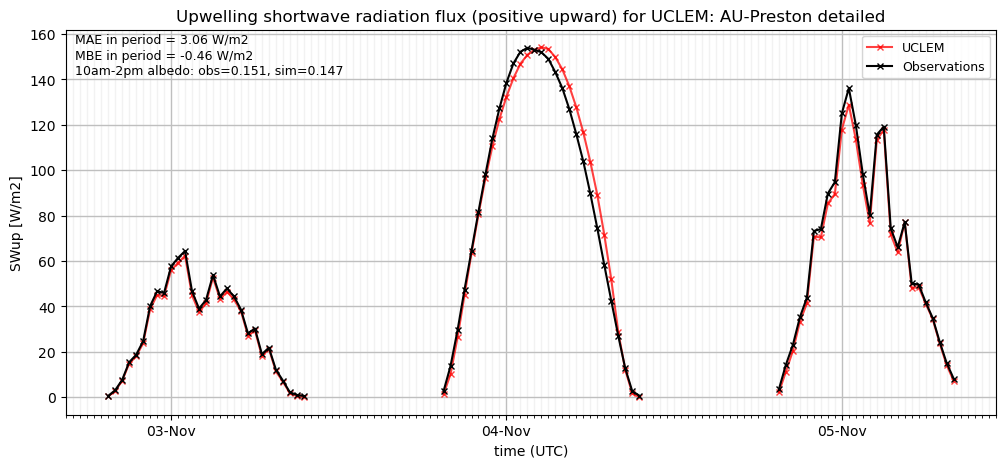 Upwelling shortwave radiation flux (positive upward) for UCLEM: AU-Preston detailed
MAE in period = 3.06 W/m2
MBE in period = -0.46 W/m2
10am-2pm albedo: obs=0.151, sim=0.147
UCLEM
Observations
160
140
120
100
80
60
40
20
0
SWup [W/m2]
03-Nov
04-Nov
05-Nov
time (UTC)